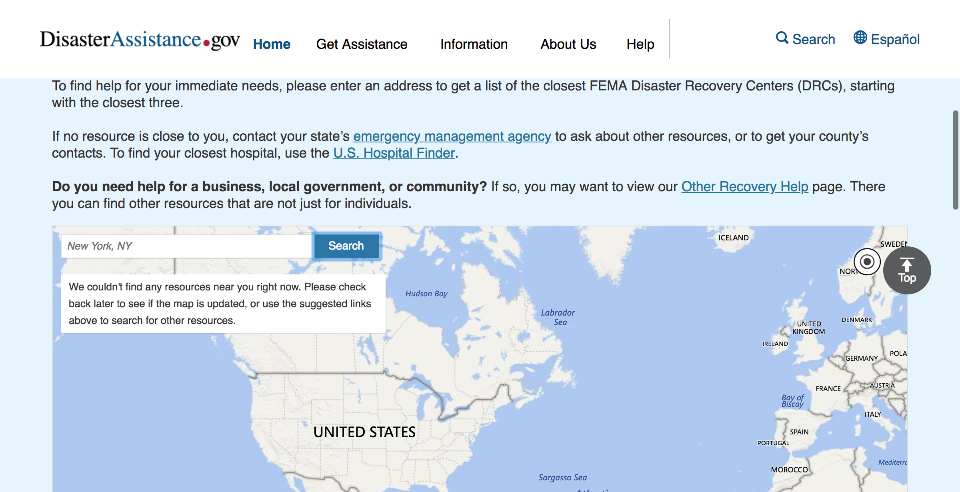 DisasterAssistance.gov
Home
Get Assistance
Information
About Us
Help
Search
Español
To find help for your immediate needs, please enter an address to get a list of the closest FEMA Disaster Recovery Centers (DRCs), starting
with the closest three.
If no resource is close to you, contact your state’s emergency management agency to ask about other resources, or to get your county’s
contacts. To find your closest hospital, use the U.S. Hospital Finder.
Do you need help for a business, local government, or community? If so, you may want to view our Other Recovery Help page. There
you can find other resources that are not just for individuals.
New York, NY
Search
We couldn't find any resources near you right now. Please check
back later to see if the map is updated, or use the suggested links
above to search for other resources.
Top
ICELAND
SWEDEN
NOR
Hudson Bay
Labrador
Sea
UNITED
KINGDOM
DENMARK
IRELAND
GERMANY
POLA
FRANCE
AUSTRIA
Bay of
Biscay
ITALY
UNITED STATES
SPAIN
PORTUGAL
Mediterra
MOROCCO
Sargasso Sea